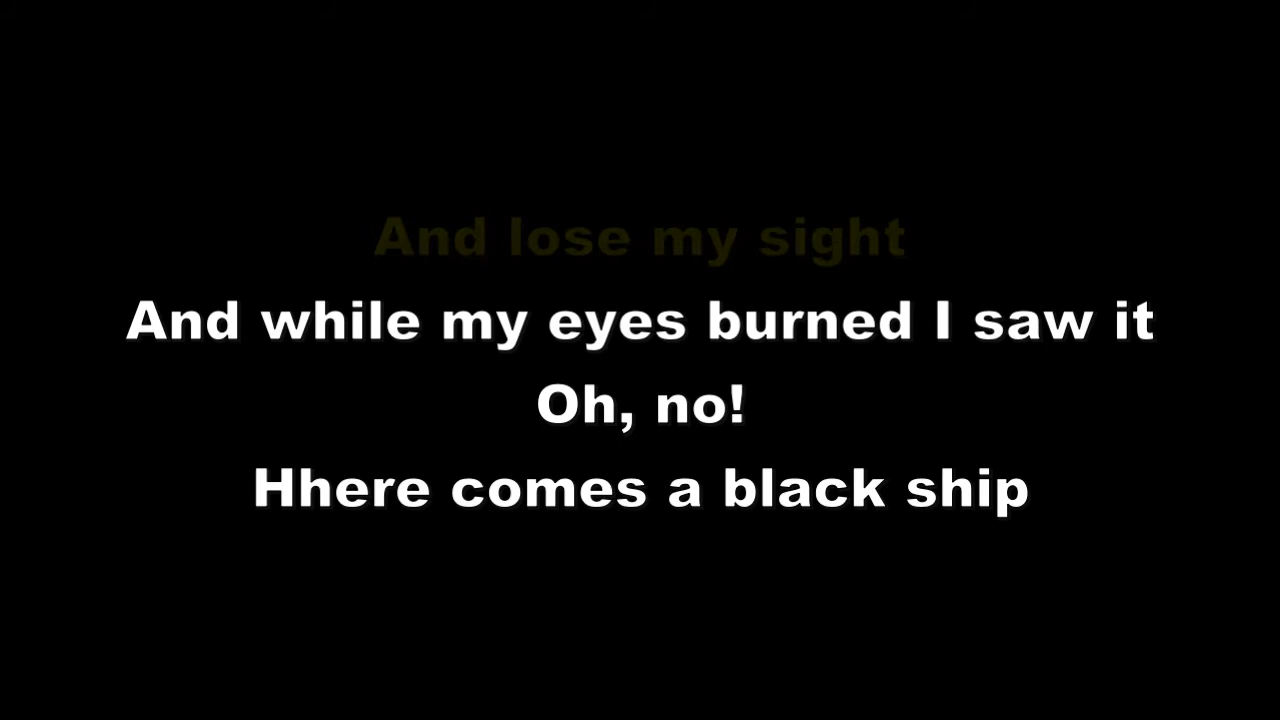 And lose my sight
And while my eyes burned I saw it
Oh, no!
Hhere comes a black ship